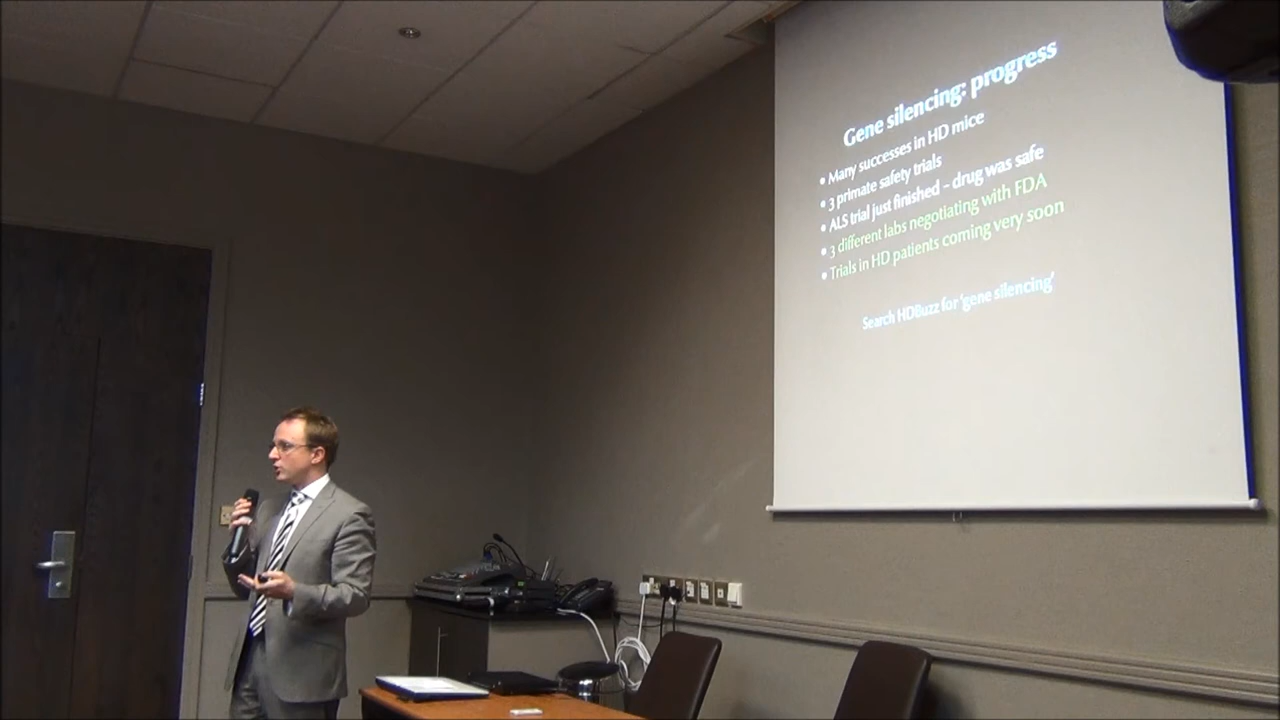 Gene silencing: progress
• Many successes in HD mice
• 3 primate safety trials
• ALS trial just finished – drug was safe
• 3 different labs negotiating with FDA
• Trials in HD patients coming very soon
Search HDBuzz for 'gene silencing'